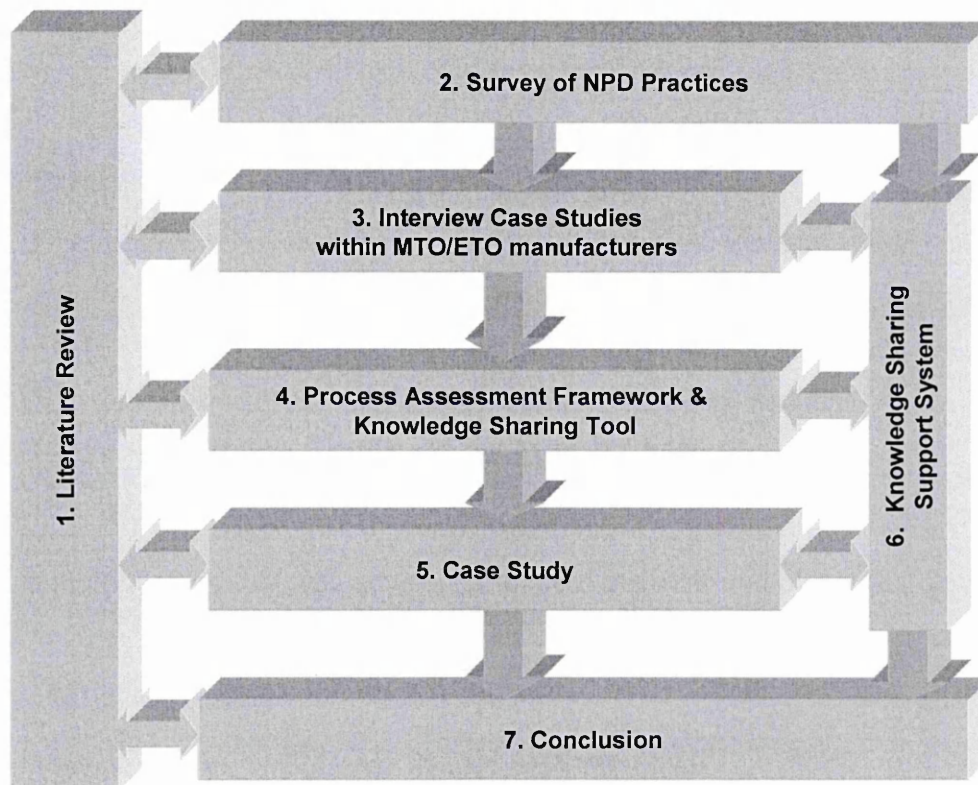 1. Literature Review
2. Survey of NPD Practices
3. Interview Case Studies
within MTO/ETO manufacturers
4. Process Assessment Framework &
Knowledge Sharing Tool
5. Case Study
6. Knowledge Sharing
Support System
7. Conclusion